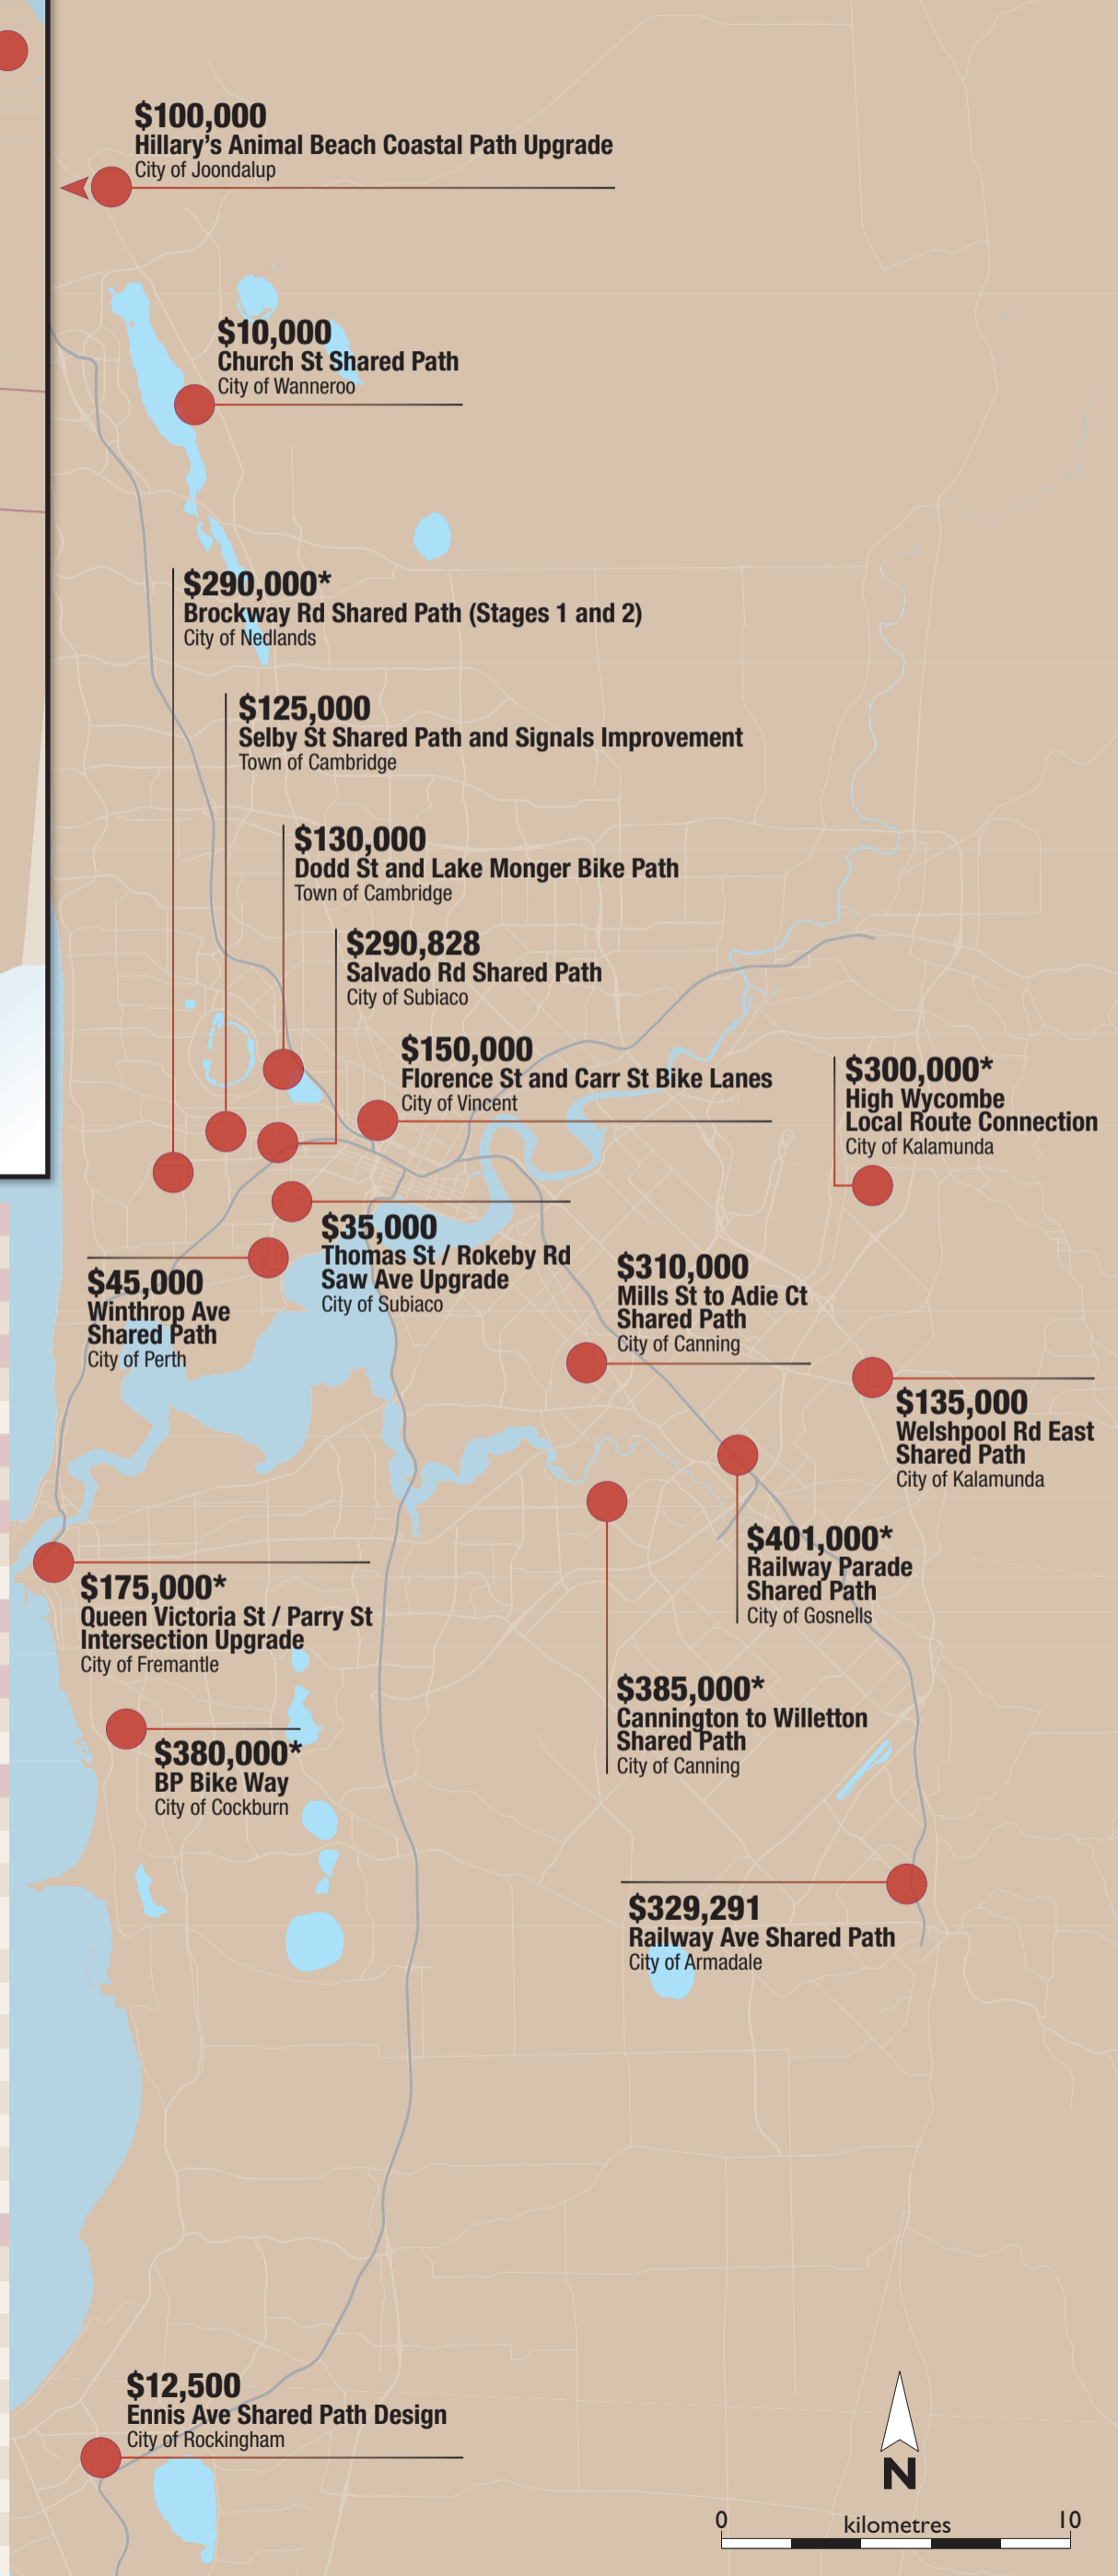 $100,000
Hillary's Animal Beach Coastal Path Upgrade
City of Joondalup
$10,000
Church St Shared Path
City of Wanneroo
$290,000*
Brockway Rd Shared Path (Stages 1 and 2)
City of Nedlands
$125,000
Selby St Shared Path and Signals Improvement
Town of Cambridge
$130,000
Dodd St and Lake Monger Bike Path
Town of Cambridge
$290,828
Salvado Rd Shared Path
City of Subiaco
$150,000
Florence St and Carr St Bike Lanes
City of Vincent
$300,000*
High Wycombe
Local Route Connection
City of Kalamunda
$35,000
Thomas St / Rokeby Rd
Saw Ave Upgrade
City of Subiaco
$45,000
Winthrop Ave
Shared Path
City of Perth
$310,000
Mills St to Adie Ct
Shared Path
City of Canning
$135,000
Welshpool Rd East
Shared Path
City of Kalamunda
$401,000*
Railway Parade
Shared Path
City of Gosnells
$175,000*
Queen Victoria St / Parry St
Intersection Upgrade
City of Fremantle
$385,000*
Cannington to Willetton
Shared Path
City of Canning
$380,000*
BP Bike Way
City of Cockburn
$329,291
Railway Ave Shared Path
City of Armadale
$12,500
Ennis Ave Shared Path Design
City of Rockingham
N
0 kilometres 10